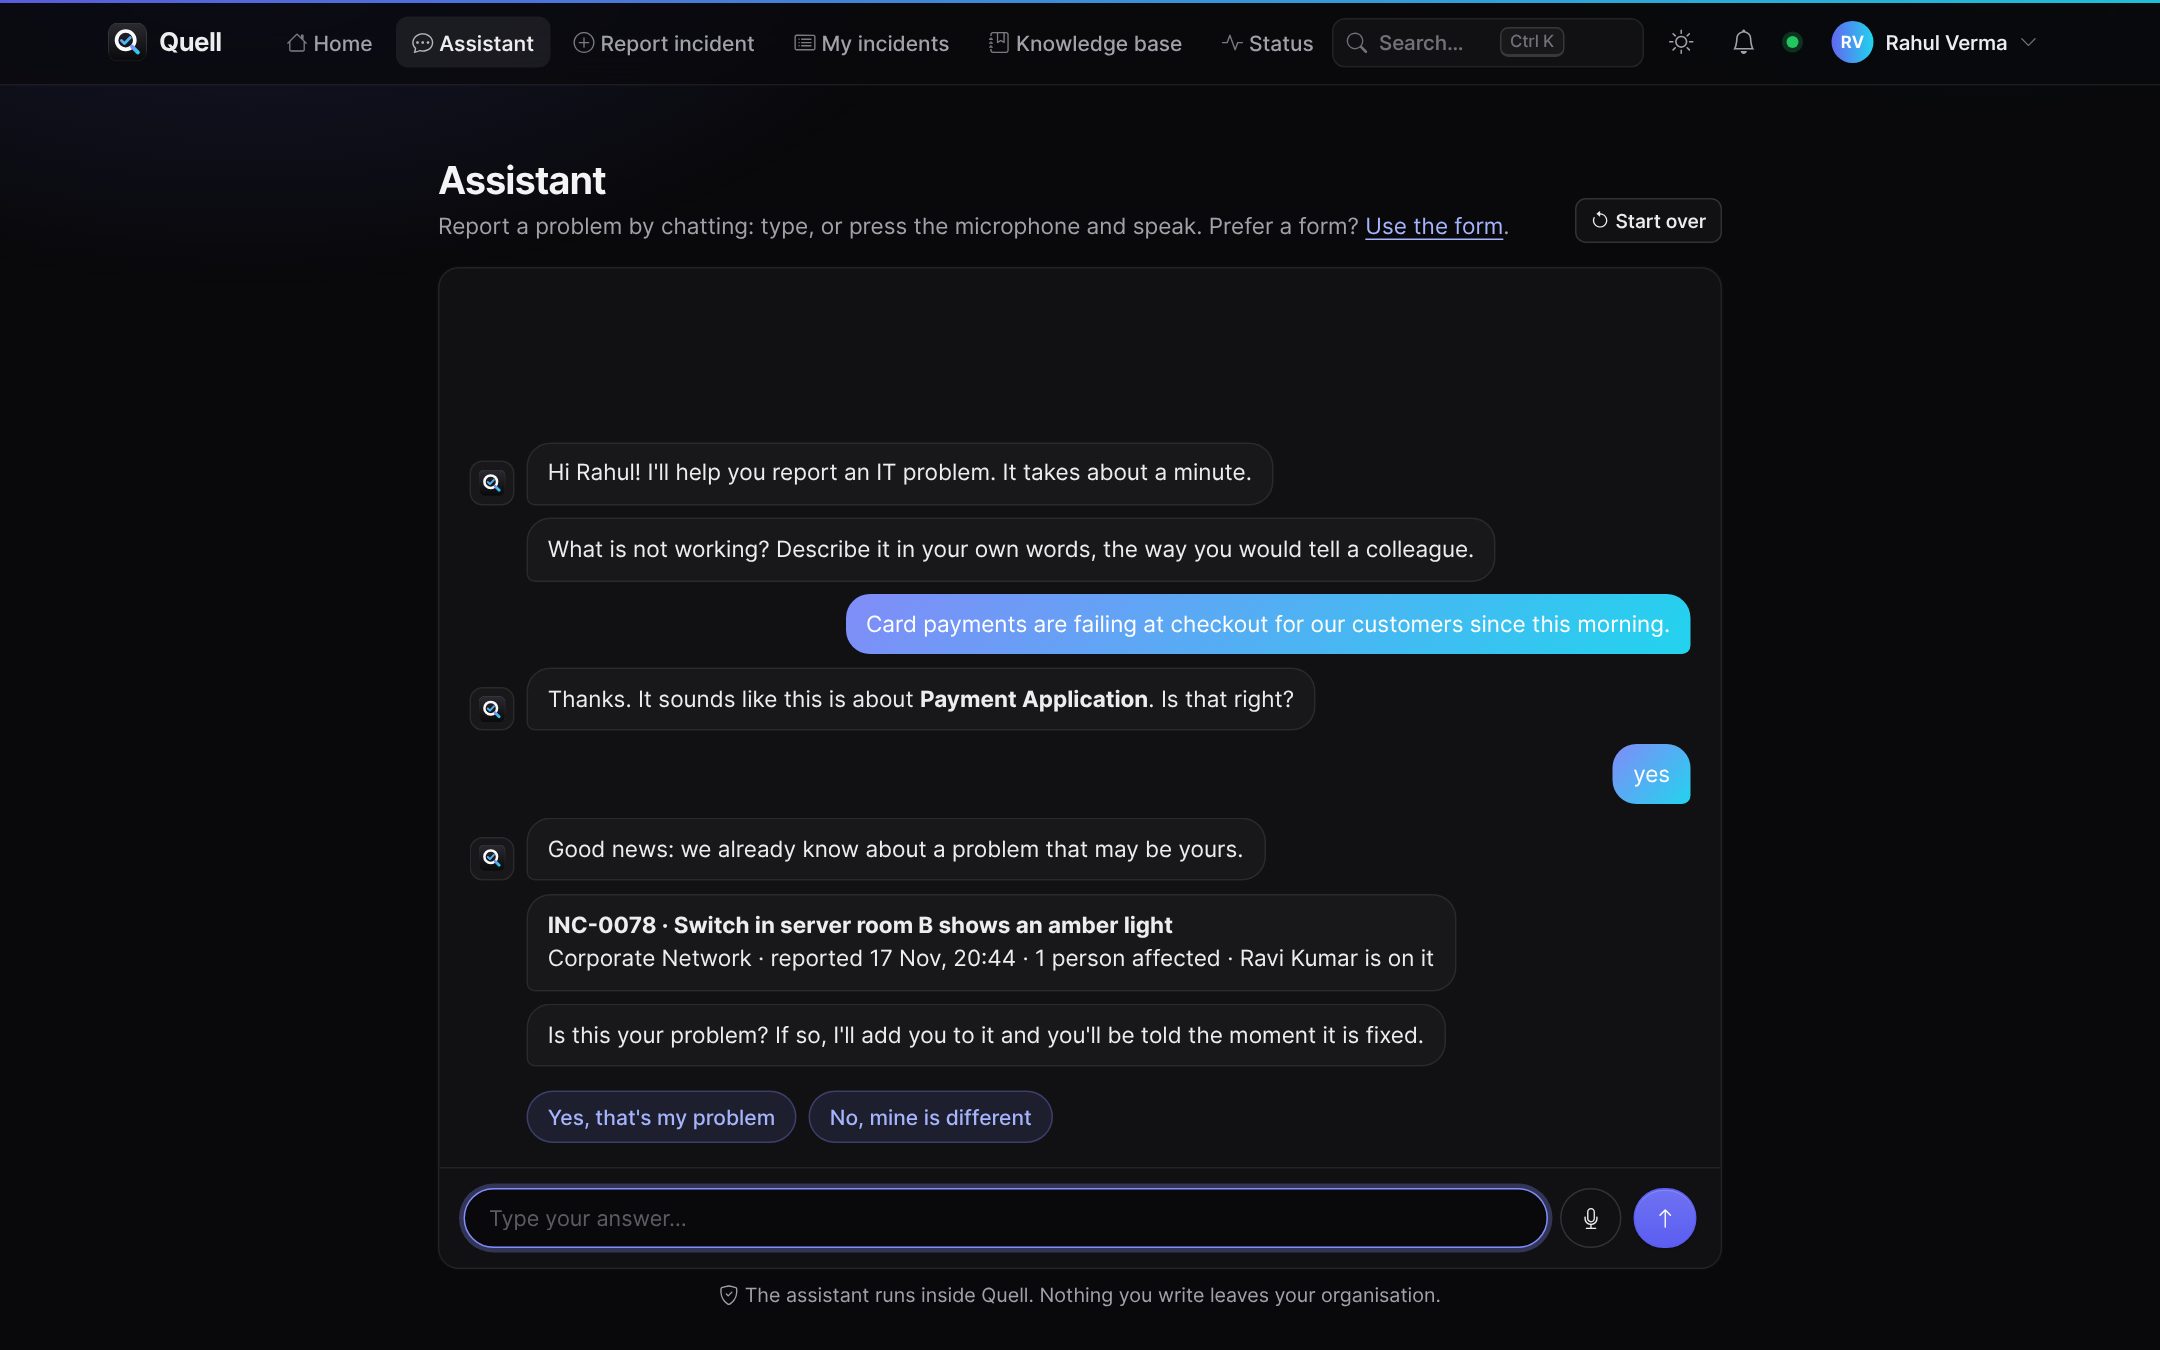 Quell
Home
Assistant
Report incident
My incidents
Knowledge base
Status
Search...
Ctrl K
RV
Rahul Verma
Assistant
Report a problem by chatting: type, or press the microphone and speak. Prefer a form? Use the form.
Start over
Hi Rahul! I'll help you report an IT problem. It takes about a minute.
What is not working? Describe it in your own words, the way you would tell a colleague.
Card payments are failing at checkout for our customers since this morning.
Thanks. It sounds like this is about Payment Application. Is that right?
yes
Good news: we already know about a problem that may be yours.
INC-0078 · Switch in server room B shows an amber light
Corporate Network · reported 17 Nov, 20:44 · 1 person affected · Ravi Kumar is on it
Is this your problem? If so, I'll add you to it and you'll be told the moment it is fixed.
Yes, that's my problem
No, mine is different
Type your answer...
The assistant runs inside Quell. Nothing you write leaves your organisation.